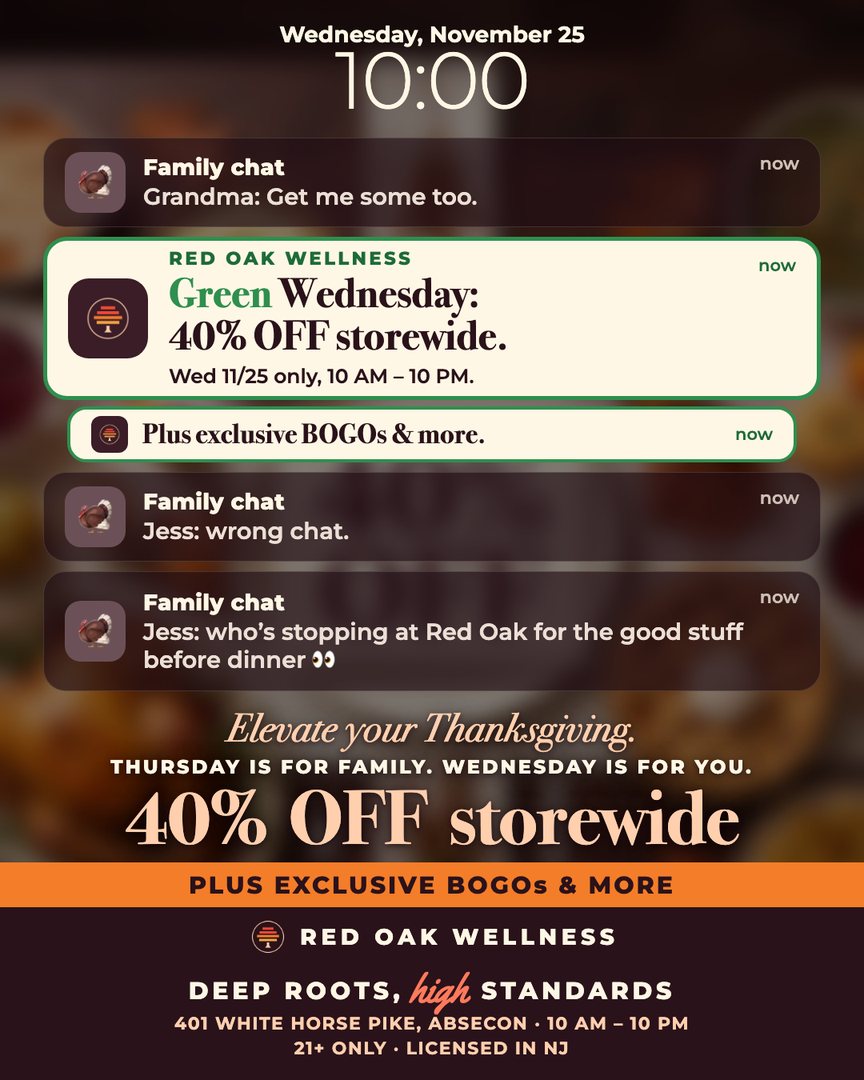 Wednesday, November 25
10:00
Family chat
now
Grandma: Get me some too.
RED OAK WELLNESS
now
Green Wednesday:
40% OFF storewide.
Wed 11/25 only, 10 AM – 10 PM.
Plus exclusive BOGOs & more.
now
Family chat
now
Jess: wrong chat.
Family chat
now
Jess: who’s stopping at Red Oak for the good stuff
before dinner 👀
Elevate your Thanksgiving.
THURSDAY IS FOR FAMILY. WEDNESDAY IS FOR YOU.
40% OFF storewide
PLUS EXCLUSIVE BOGOs & MORE
RED OAK WELLNESS
DEEP ROOTS, high STANDARDS
401 WHITE HORSE PIKE, ABSECON · 10 AM – 10 PM
21+ ONLY · LICENSED IN NJ